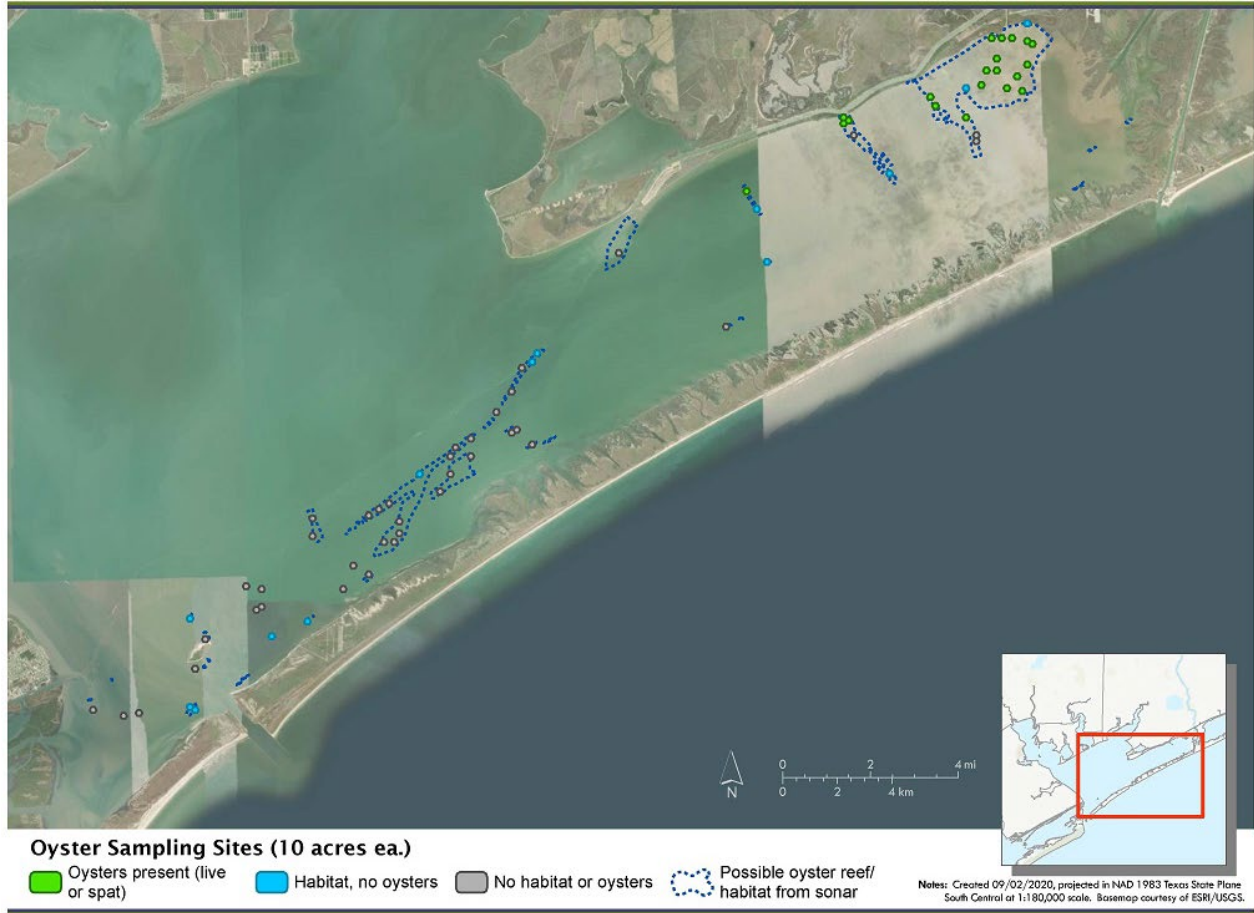 N
0 2 4 mi
0 2 4 km
Oyster Sampling Sites (10 acres ea.)
Oysters present (live
or spat)
Habitat, no oysters
No habitat or oysters
Possible oyster reef/
habitat from sonar
Notes: Created 09/02/2020, projected in NAD 1983 Texas State Plane
South Central at 1:180,000 scale. Basemap courtesy of ESRI/USGS.